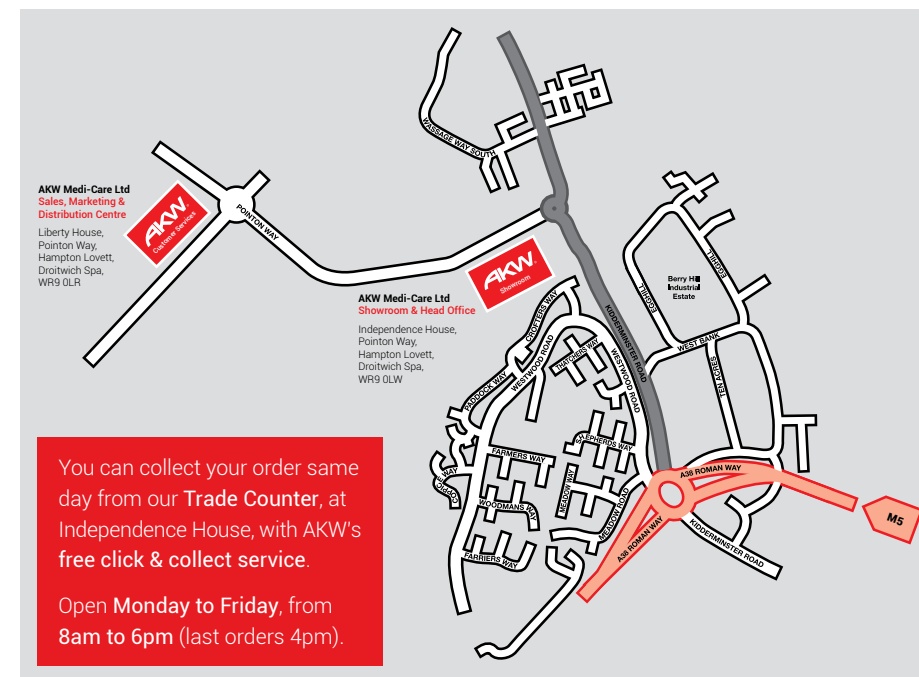 WASSAGE WAY SOUTH
AKW Medi-Care Ltd
Sales, Marketing &
Distribution Centre
Liberty House,
Pointon Way,
Hampton Lovett,
Droitwich Spa,
WR9 0LR
AKW
Customer Services
POINTON WAY
AKW
Showroom
AKW Medi-Care Ltd
Showroom & Head Office
Independence House,
Pointon Way,
Hampton Lovett,
Droitwich Spa,
WR9 0LW
EGGHILL
EGGHILL
Berry Hill
Industrial
Estate
KIDDERMINSTER ROAD
WEST BANK
TEN ACRES
CROFTERS WAY
WESTWOOD ROAD
THATCHERS WAY
WESTWOOD ROAD
PADDOCK WAY
SHEPHERDS WAY
FARMERS WAY
COPPICE WAY
MEADOW WAY
WOODMANS WAY
MEADOW ROAD
FARRIERS WAY
A38 ROMAN WAY
M5
A38 ROMAN WAY
KIDDERMINSTER ROAD
You can collect your order same
day from our Trade Counter, at
Independence House, with AKW's
free click & collect service.
Open Monday to Friday, from
8am to 6pm (last orders 4pm).